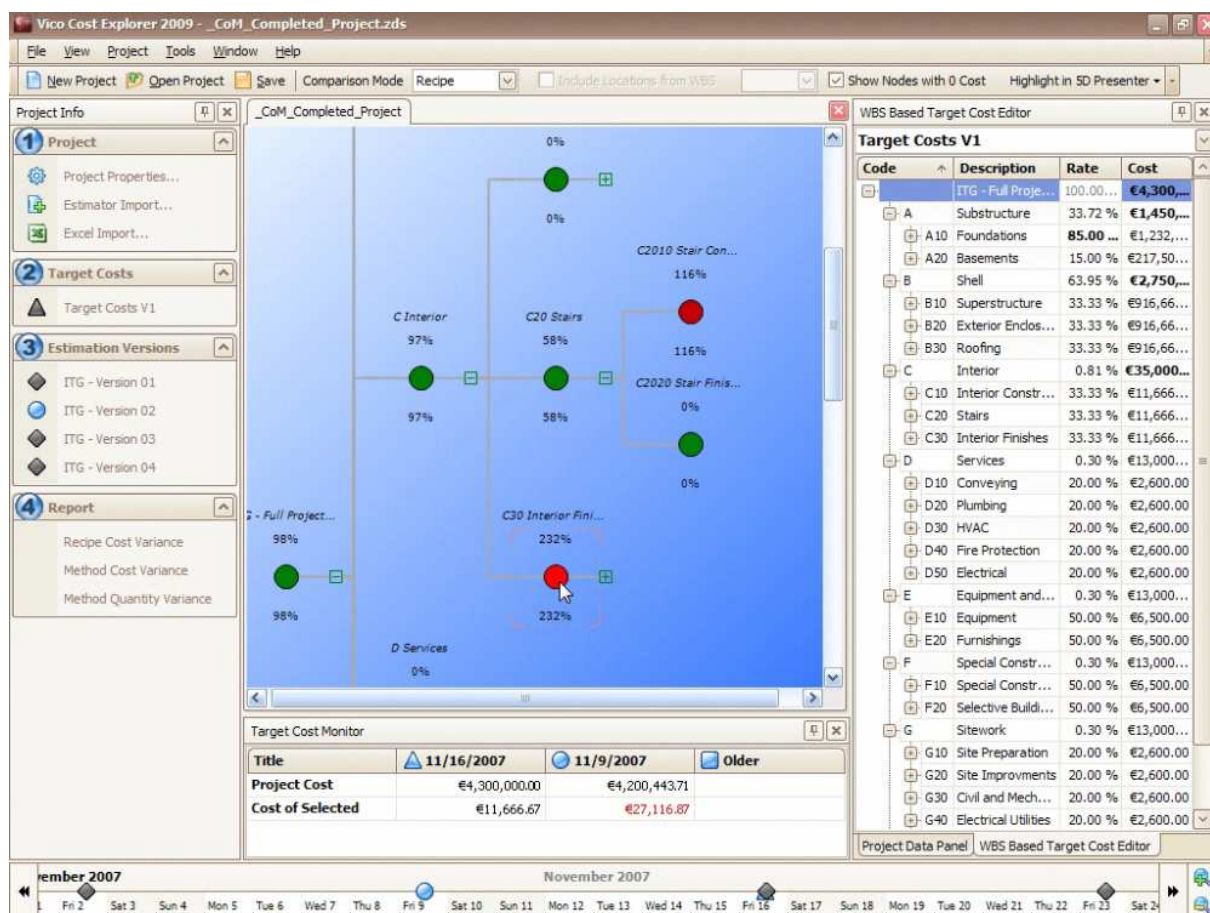 Vico Cost Explorer 2009 - _CoM_Completed_Project.zds
File View Project Tools Window Help
New Project Open Project Save Comparison Mode Recipe Include Locations from WBS Show Nodes with 0 Cost Highlight in 5D Presenter
Project Info
1 Project
Project Properties...
Estimator Import...
Excel Import...
2 Target Costs
Target Costs V1
3 Estimation Versions
ITG - Version 01
ITG - Version 02
ITG - Version 03
ITG - Version 04
4 Report
Recipe Cost Variance
Method Cost Variance
Method Quantity Variance
_CoM_Completed_Project
0%
0%
C2010 Stair Con...
116%
116%
C Interior
97%
97%
C20 Stairs
58%
58%
C2020 Stair Finis...
0%
0%
G - Full Project...
98%
98%
C30 Interior Fini...
232%
232%
D Services
0%
Target Cost Monitor
Title 11/16/2007 11/9/2007 Older
Project Cost €4,300,000.00 €4,200,443.71
Cost of Selected €11,666.67 €27,116.87
WBS Based Target Cost Editor
Target Costs V1
Code Description Rate Cost
ITG - Full Proje... 100.00... €4,300,...
A Substructure 33.72 % €1,450,...
A10 Foundations 85.00 ... €1,232,...
A20 Basements 15.00 % €217,50...
B Shell 63.95 % €2,750,...
B10 Superstructure 33.33 % €916,66...
B20 Exterior Enclos... 33.33 % €916,66...
B30 Roofing 33.33 % €916,66...
C Interior 0.81 % €35,000...
C10 Interior Constr... 33.33 % €11,666...
C20 Stairs 33.33 % €11,666...
C30 Interior Finishes 33.33 % €11,666...
D Services 0.30 % €13,000...
D10 Conveying 20.00 % €2,600.00
D20 Plumbing 20.00 % €2,600.00
D30 HVAC 20.00 % €2,600.00
D40 Fire Protection 20.00 % €2,600.00
D50 Electrical 20.00 % €2,600.00
E Equipment and... 0.30 % €13,000...
E10 Equipment 50.00 % €6,500.00
E20 Furnishings 50.00 % €6,500.00
F Special Constr... 0.30 % €13,000...
F10 Special Constr... 50.00 % €6,500.00
F20 Selective Buildi... 50.00 % €6,500.00
G Sitework 0.30 % €13,000...
G10 Site Preparation 20.00 % €2,600.00
G20 Site Improvments 20.00 % €2,600.00
G30 Civil and Mech... 20.00 % €2,600.00
G40 Electrical Utilities 20.00 % €2,600.00
Project Data Panel WBS Based Target Cost Editor
vember 2007 November 2007
1 Fri 2 Sat 3 Sun 4 Mon 5 Tue 6 Wed 7 Thu 8 Fri 9 Sat 10 Sun 11 Mon 12 Tue 13 Wed 14 Thu 15 Fri 16 Sat 17 Sun 18 Mon 19 Tue 20 Wed 21 Thu 22 Fri 23 Sat 24